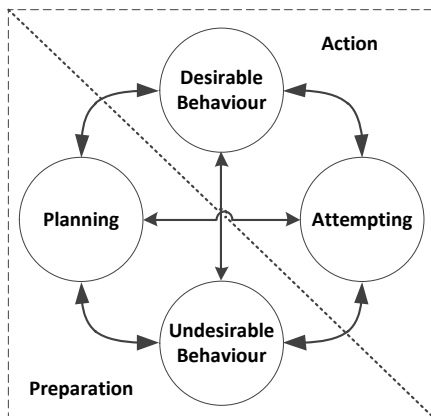 Action
Desirable
Behaviour
Planning
Attempting
Undesirable
Behaviour
Preparation